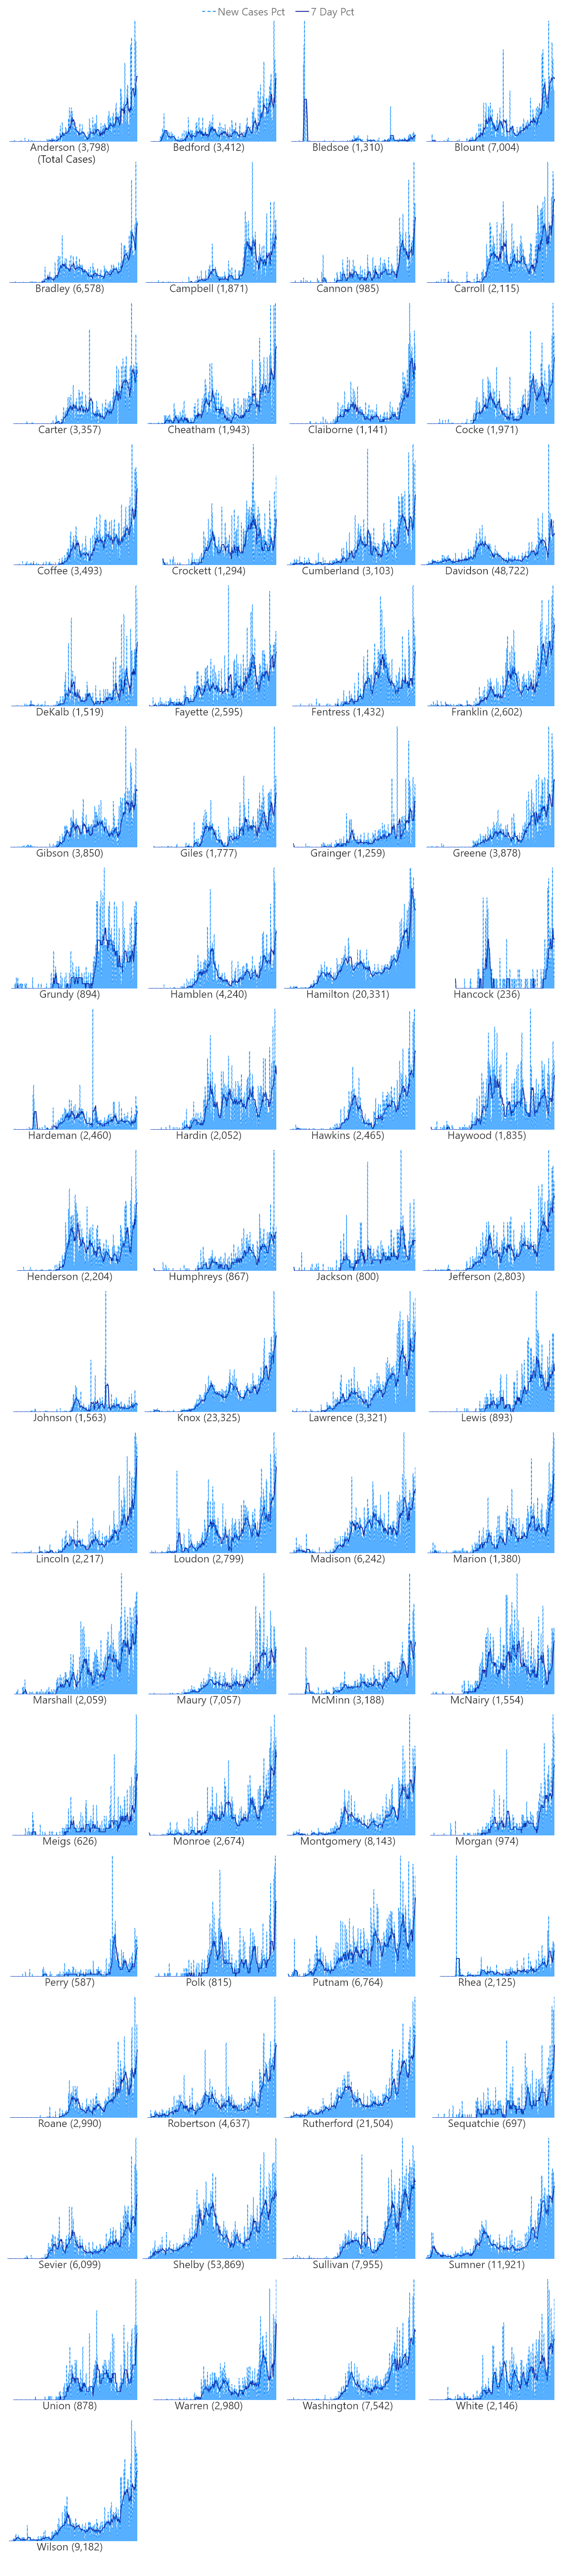 New Cases Pct 7 Day Pct
Anderson (3,798) Bedford (3,412) Bledsoe (1,310) Blount (7,004)
(Total Cases)
Bradley (6,578) Campbell (1,871) Cannon (985) Carroll (2,115)
Carter (3,357) Cheatham (1,943) Claiborne (1,141) Cocke (1,971)
Coffee (3,493) Crockett (1,294) Cumberland (3,103) Davidson (48,722)
DeKalb (1,519) Fayette (2,595) Fentress (1,432) Franklin (2,602)
Gibson (3,850) Giles (1,777) Grainger (1,259) Greene (3,878)
Grundy (894) Hamblen (4,240) Hamilton (20,331) Hancock (236)
Hardeman (2,460) Hardin (2,052) Hawkins (2,465) Haywood (1,835)
Henderson (2,204) Humphreys (867) Jackson (800) Jefferson (2,803)
Johnson (1,563) Knox (23,325) Lawrence (3,321) Lewis (893)
Lincoln (2,217) Loudon (2,799) Madison (6,242) Marion (1,380)
Marshall (2,059) Maury (7,057) McMinn (3,188) McNairy (1,554)
Meigs (626) Monroe (2,674) Montgomery (8,143) Morgan (974)
Perry (587) Polk (815) Putnam (6,764) Rhea (2,125)
Roane (2,990) Robertson (4,637) Rutherford (21,504) Sequatchie (697)
Sevier (6,099) Shelby (53,869) Sullivan (7,955) Sumner (11,921)
Union (878) Warren (2,980) Washington (7,542) White (2,146)
Wilson (9,182)